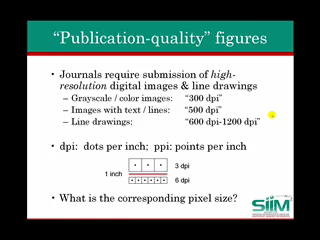 “Publication-quality” figures
• Journals require submission of high-
resolution digital images & line drawings
– Grayscale / color images: “300 dpi”
– Images with text / lines: “500 dpi”
– Line drawings: “600 dpi-1200 dpi”
• dpi: dots per inch; ppi: points per inch
3 dpi
1 inch
6 dpi
• What is the corresponding pixel size?
SIIM